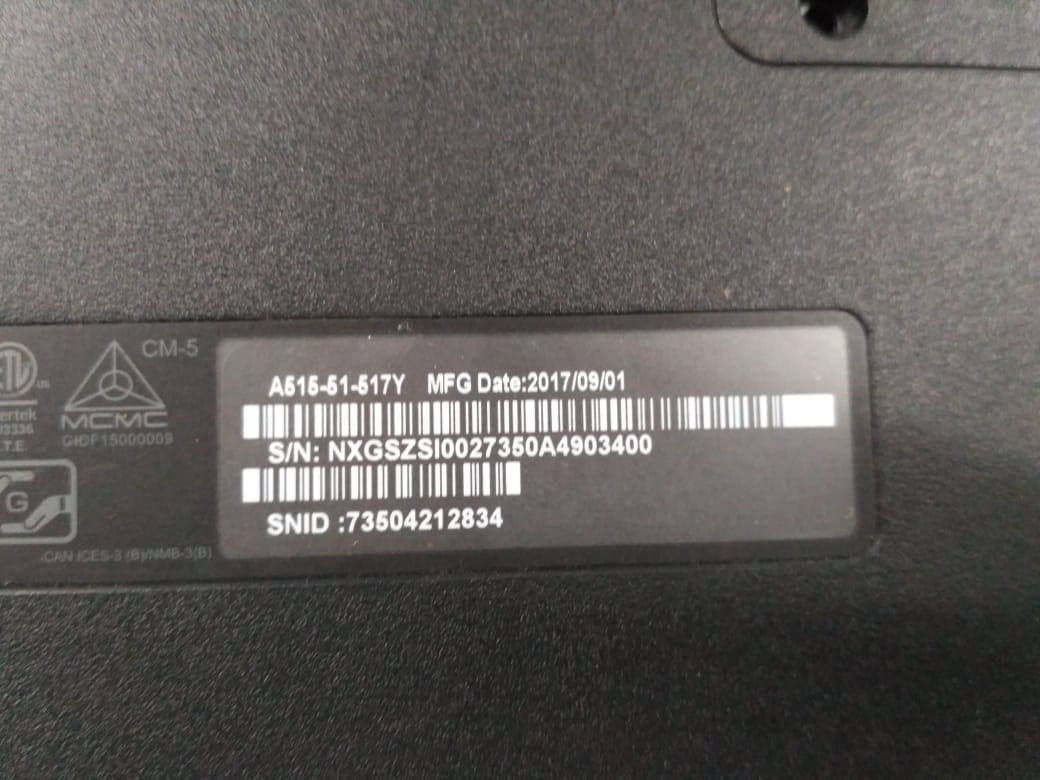 CM-5
MCMC
GIDF15000009
T.E.
G
CAN ICES-3 (B)/NMB-3(B)
A515-51-517Y MFG Date:2017/09/01
S/N: NXGSZSI0027350A4903400
SNID :73504212834